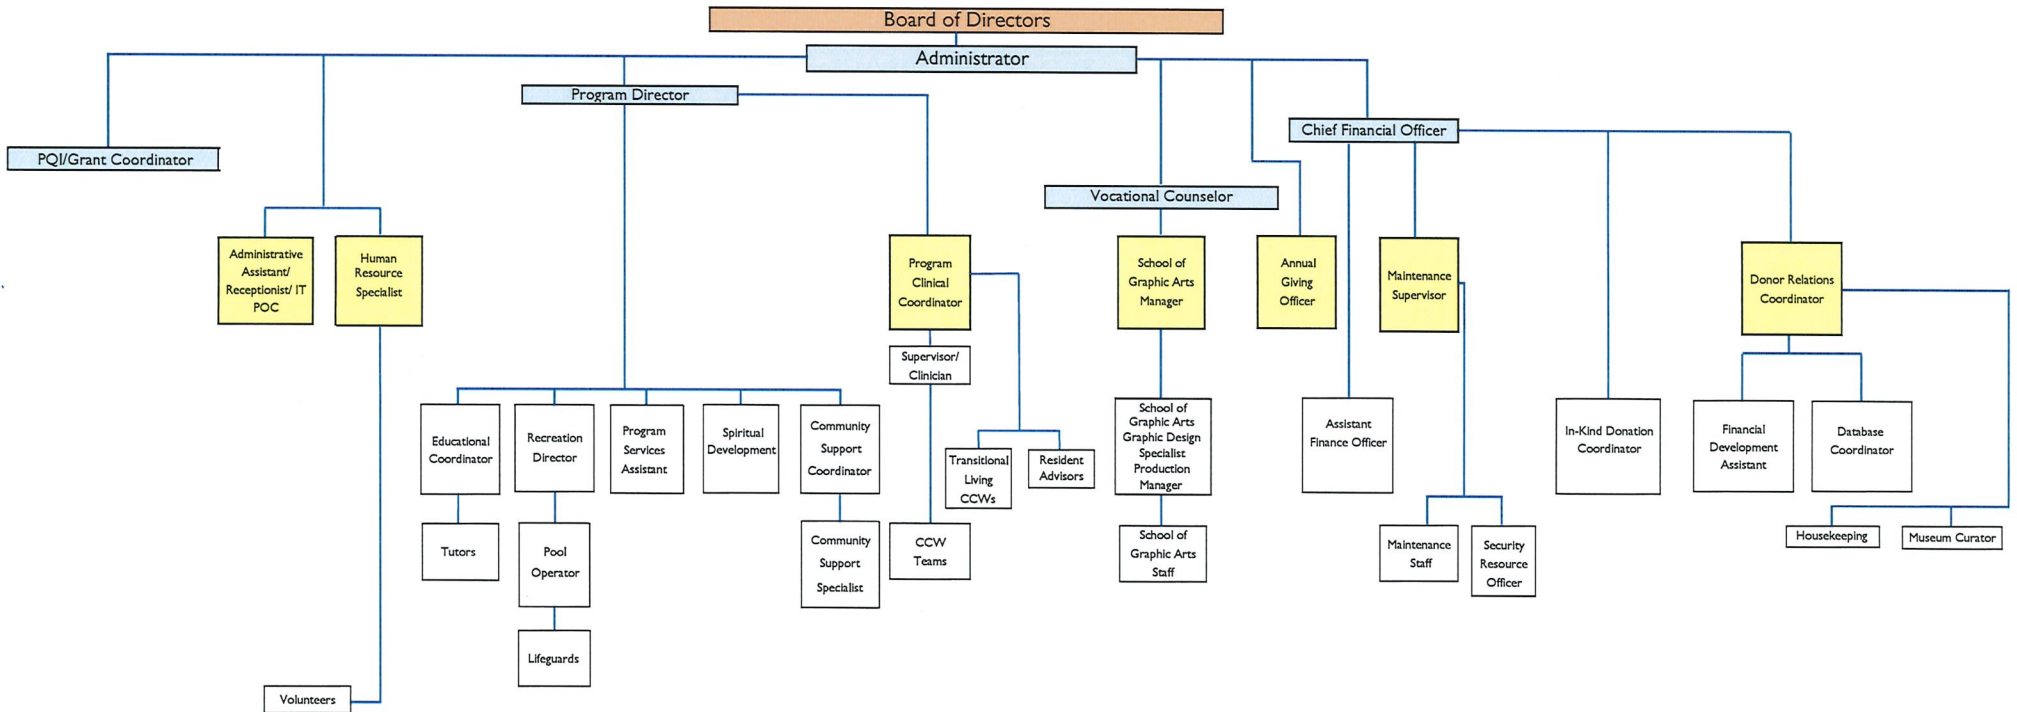 Board of Directors
Administrator
Program Director
Chief Financial Officer
PQI/Grant Coordinator
Vocational Counselor
Administrative
Assistant/
Receptionist/ IT
POC
Human
Resource
Specialist
Program
Clinical
Coordinator
School of
Graphic Arts
Manager
Annual
Giving
Officer
Maintenance
Supervisor
Donor Relations
Coordinator
Supervisor/
Clinician
Educational
Coordinator
Recreation
Director
Program
Services
Assistant
Spiritual
Development
Community
Support
Coordinator
Transitional
Living
CCWs
Resident
Advisors
School of
Graphic Arts
Graphic Design
Specialist
Production
Manager
Assistant
Finance Officer
In-Kind Donation
Coordinator
Financial
Development
Assistant
Database
Coordinator
Tutors
Pool
Operator
Community
Support
Specialist
CCW
Teams
School of
Graphic Arts
Staff
Maintenance
Staff
Security
Resource
Officer
Housekeeping
Museum Curator
Lifeguards
Volunteers